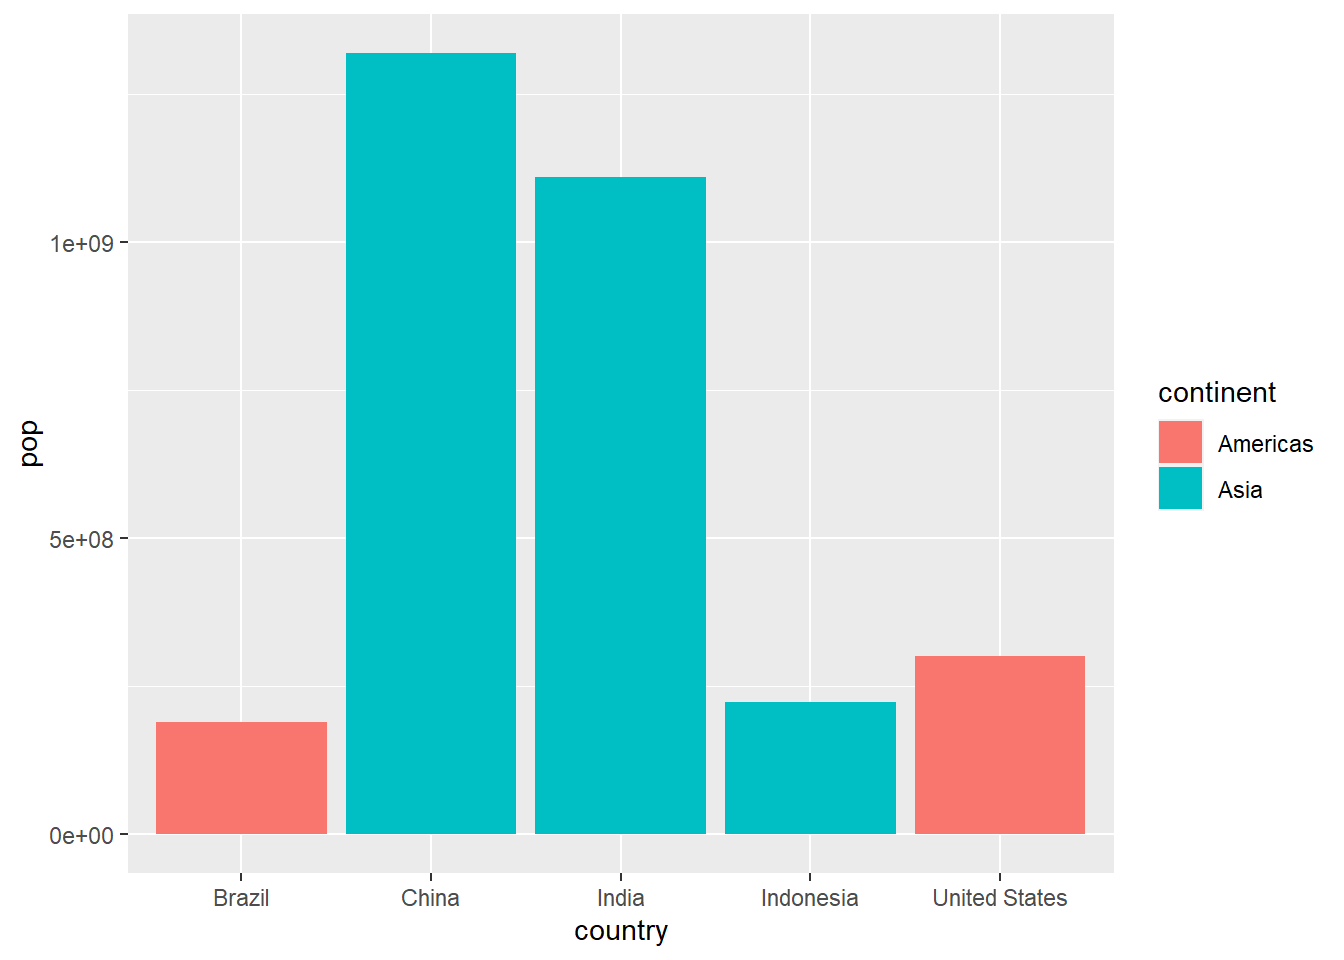 1e+09
5e+08
0e+00
pop
Brazil
China
India
Indonesia
United States
country
continent
Americas
Asia